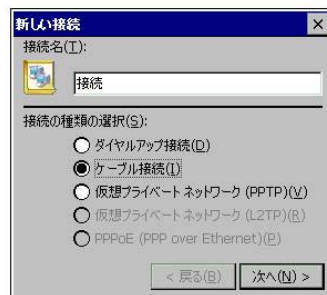 新しい接続
接続名(T):
接続
接続の種類の選択(S):
ダイヤルアップ接続(D)
ケーブル接続(I)
仮想プライベート ネットワーク (PPTP)(V)
仮想プライベート ネットワーク (L2TP)(R)
PPPoE (PPP over Ethernet)(P)
< 戻る(B) 次へ(N) >